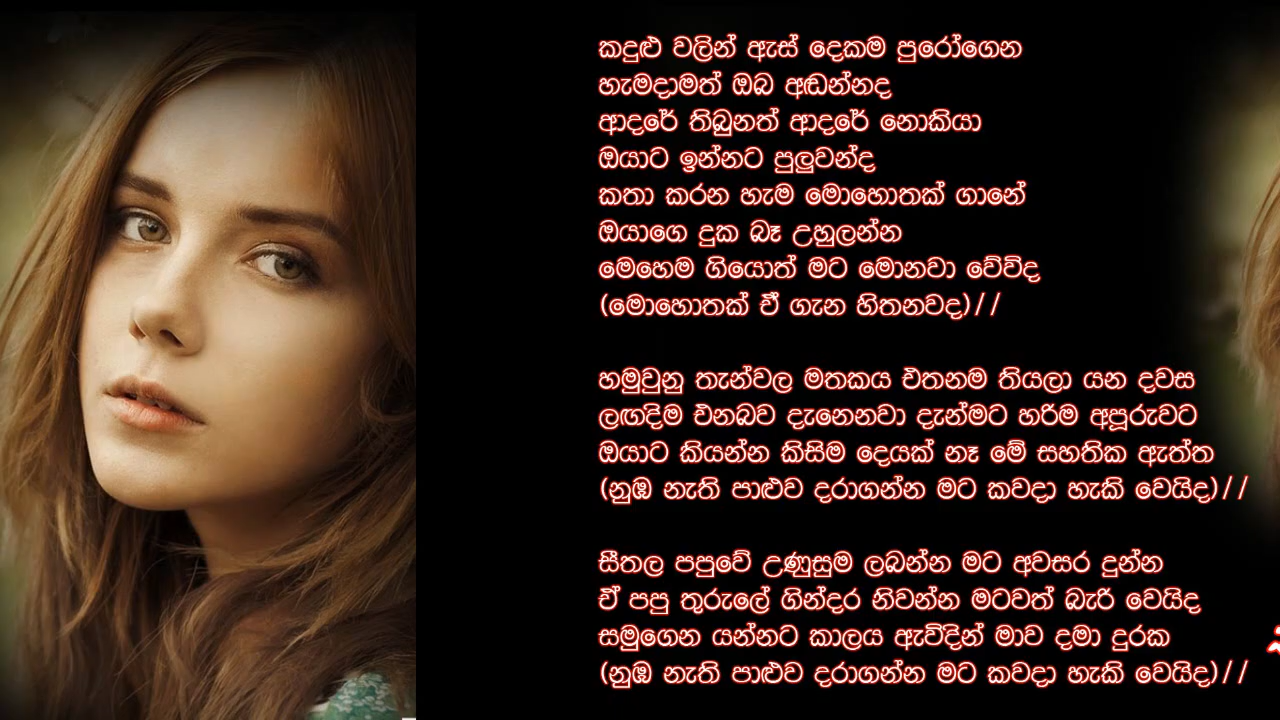 කදුළු වලින් ඇස් දෙකම පුරෝගෙන
හැමදාමත් ඔබ අඬන්නද
ආදරේ තිබුනත් ආදරේ නොකියා
ඔයාට ඉන්නට පුලුවන්ද
කතා කරන හැම මොහොතක් ගානේ
ඔයාගෙ දුක බෑ උහුලන්න
මෙහෙම ගියොත් මට මොනවා වේවිද
(මොහොතක් ඒ ගැන හිතනවද)//
හමුවුනු තැන්වල මතකය එතනම තියලා යන දවස
ලඟදිම එනබව දැනෙනවා දැන්මට හරිම අපූරුවට
ඔයාට කියන්න කිසිම දෙයක් නෑ මේ සහතික ඇත්ත
(නුඹ නැති පාළුව දරාගන්න මට කවදා හැකි වෙයිද)//
සීතල පපුවේ උණුසුම ලබන්න මට අවසර දුන්න
ඒ පපු තුරුලේ ගින්දර නිවන්න මටවත් බැරි වෙයිද
සමුගෙන යන්නට කාලය ඇවිදින් මාව දමා දුරක
(නුඹ නැති පාළුව දරාගන්න මට කවදා හැකි වෙයිද)//